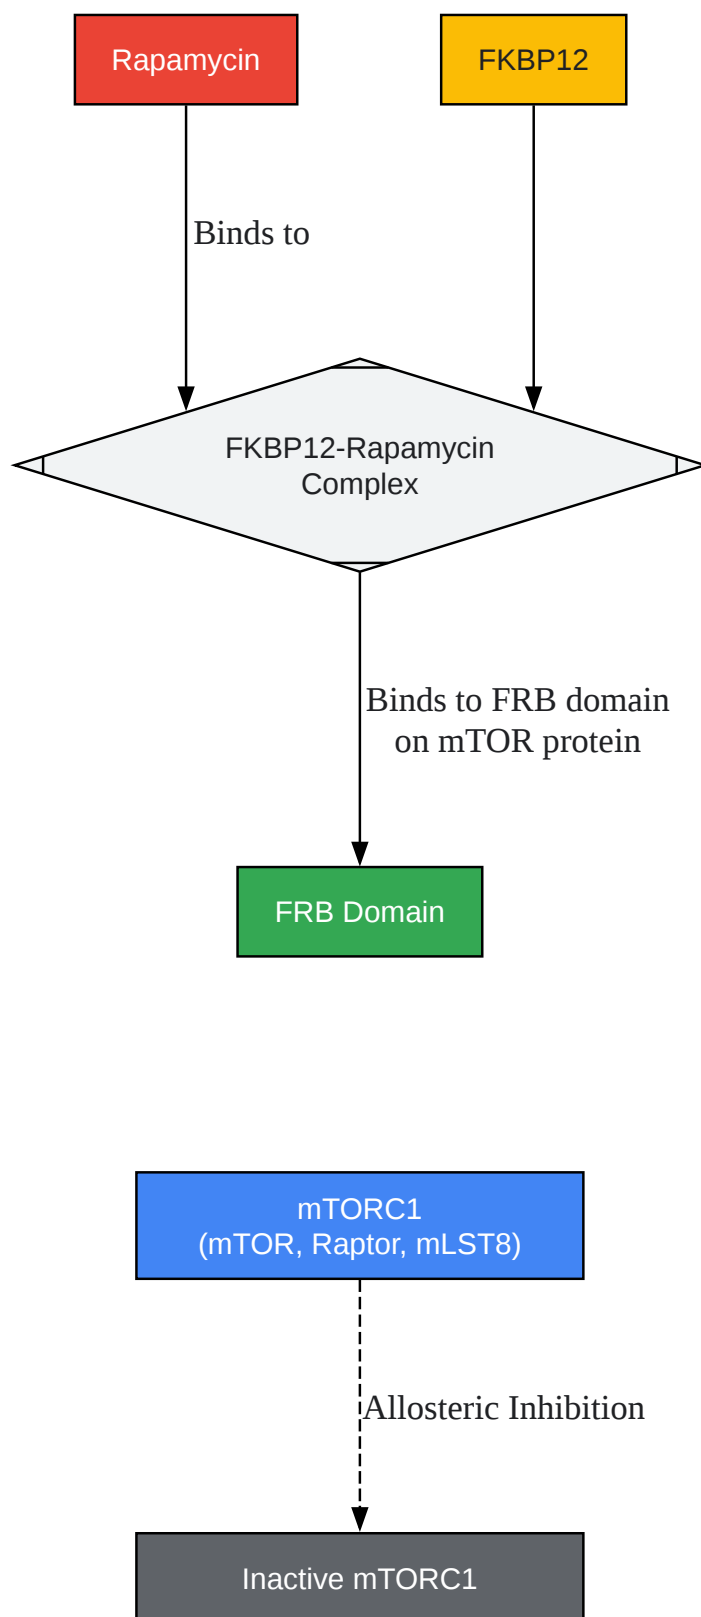 Rapamycin
FKBP12
Binds to
FKBP12-Rapamycin
Complex
Binds to FRB domain
on mTOR protein
FRB Domain
mTORC1
(mTOR, Raptor, mLST8)
Allosteric Inhibition
Inactive mTORC1